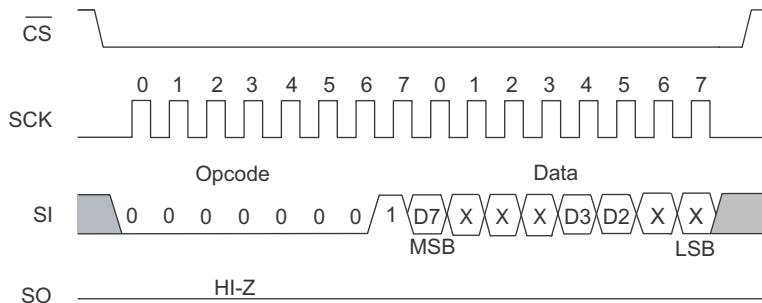 CS
0 1 2 3 4 5 6 7 0 1 2 3 4 5 6 7
SCK
Opcode Data
SI 0 0 0 0 0 0 0 1 D7 X X X D3 D2 X X
MSB LSB
HI-Z
SO